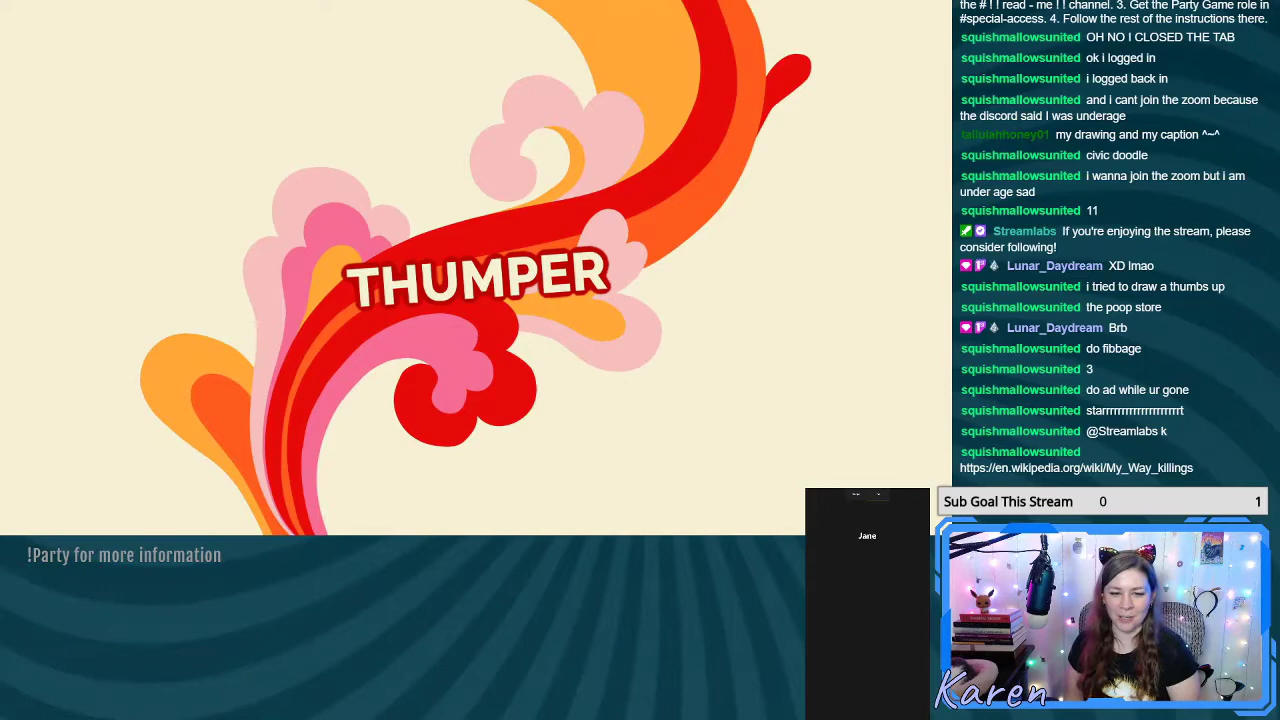 the # ! ! read - me ! ! channel. 3. Get the Party Game role in
#special-access. 4. Follow the rest of the instructions there.
squishmallowsunited OH NO I CLOSED THE TAB
squishmallowsunited ok i logged in
squishmallowsunited i logged back in
squishmallowsunited and i cant join the zoom because
the discord said I was underage
tallulahhoney01 my drawing and my caption ^~^
squishmallowsunited civic doodle
squishmallowsunited i wanna join the zoom but i am
under age sad
squishmallowsunited 11
Streamlabs If you're enjoying the stream, please
consider following!
Lunar_Daydream XD lmao
squishmallowsunited i tried to draw a thumbs up
squishmallowsunited the poop store
Lunar_Daydream Brb
squishmallowsunited do fibbage
squishmallowsunited 3
squishmallowsunited do ad while ur gone
squishmallowsunited starrrrrrrrrrrrrrrrrrt
squishmallowsunited @Streamlabs k
squishmallowsunited
https://en.wikipedia.org/wiki/My_Way_killings
THUMPER
Sub Goal This Stream 0 1
Jane
!Party for more information
Karen